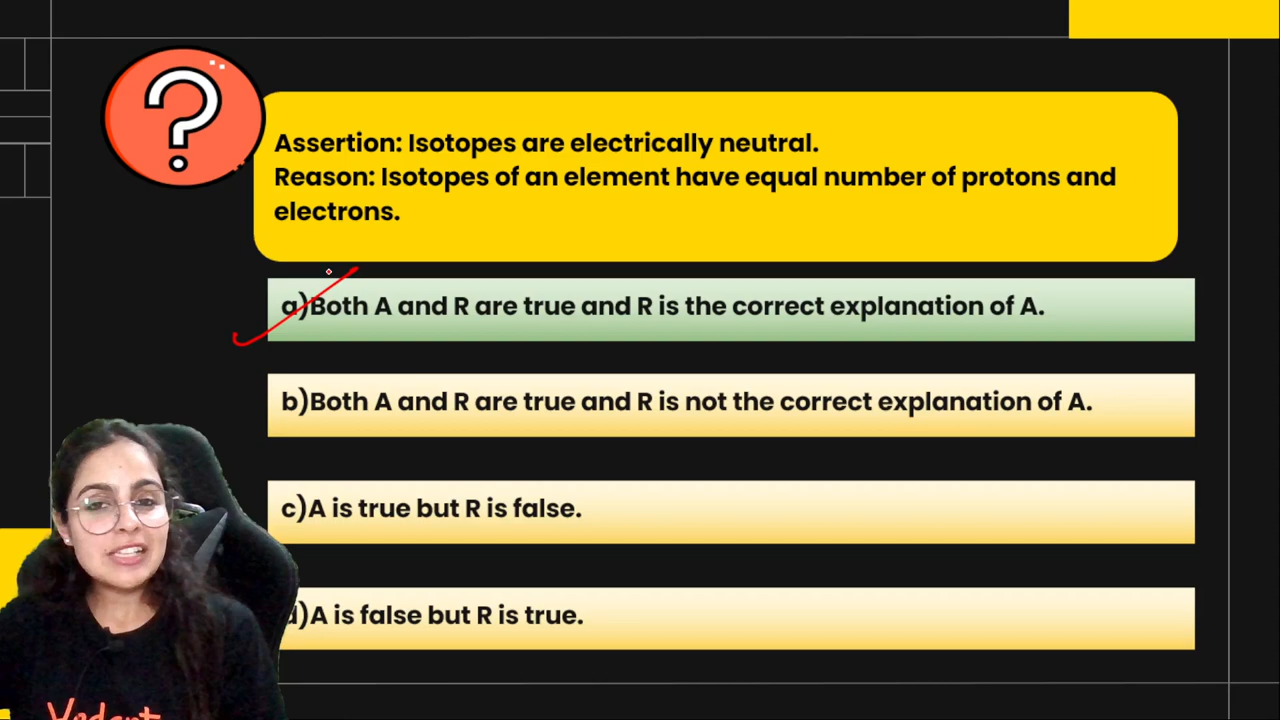 Assertion: Isotopes are electrically neutral.
Reason: Isotopes of an element have equal number of protons and
electrons.
a)Both A and R are true and R is the correct explanation of A.
b)Both A and R are true and R is not the correct explanation of A.
c)A is true but R is false.
d)A is false but R is true.